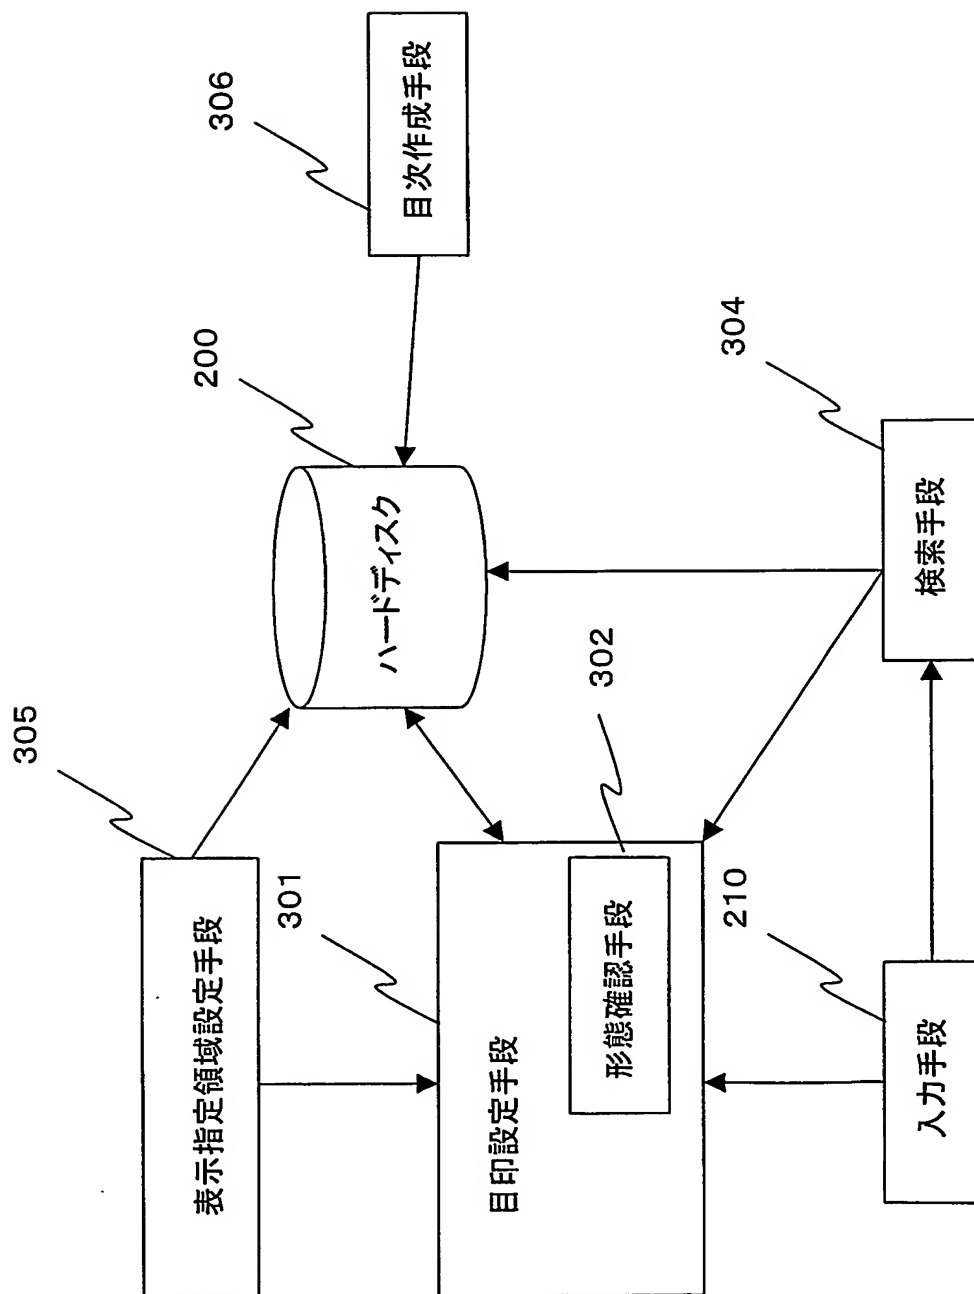 306
目次作成手段
200
ハードディスク
304
検索手段
305
表示指定領域設定手段
301
目印設定手段
302
形態確認手段
210
入力手段